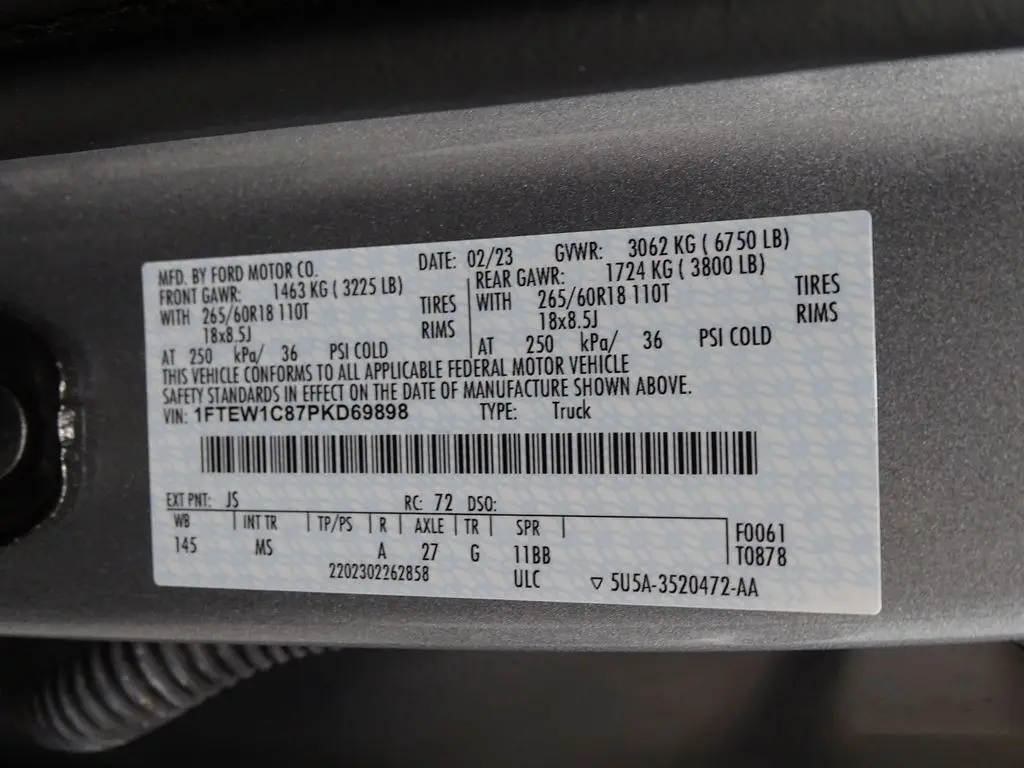 MFD. BY FORD MOTOR CO. DATE: 02/23 GVWR: 3062 KG ( 6750 LB)
FRONT GAWR: 1463 KG ( 3225 LB) REAR GAWR: 1724 KG ( 3800 LB)
WITH 265/60R18 110T TIRES WITH 265/60R18 110T TIRES
18x8.5J RIMS 18x8.5J RIMS
AT 250 kPa/ 36 PSI COLD AT 250 kPa/ 36 PSI COLD
THIS VEHICLE CONFORMS TO ALL APPLICABLE FEDERAL MOTOR VEHICLE
SAFETY STANDARDS IN EFFECT ON THE DATE OF MANUFACTURE SHOWN ABOVE.
VIN: 1FTEW1C87PKD69898 TYPE: Truck
EXT PNT: JS RC: 72 DSO:
WB INT TR TP/PS R AXLE TR SPR F0061
145 MS A 27 G 11BB T0878
2202302262858 ULC ▽ 5U5A-3520472-AA